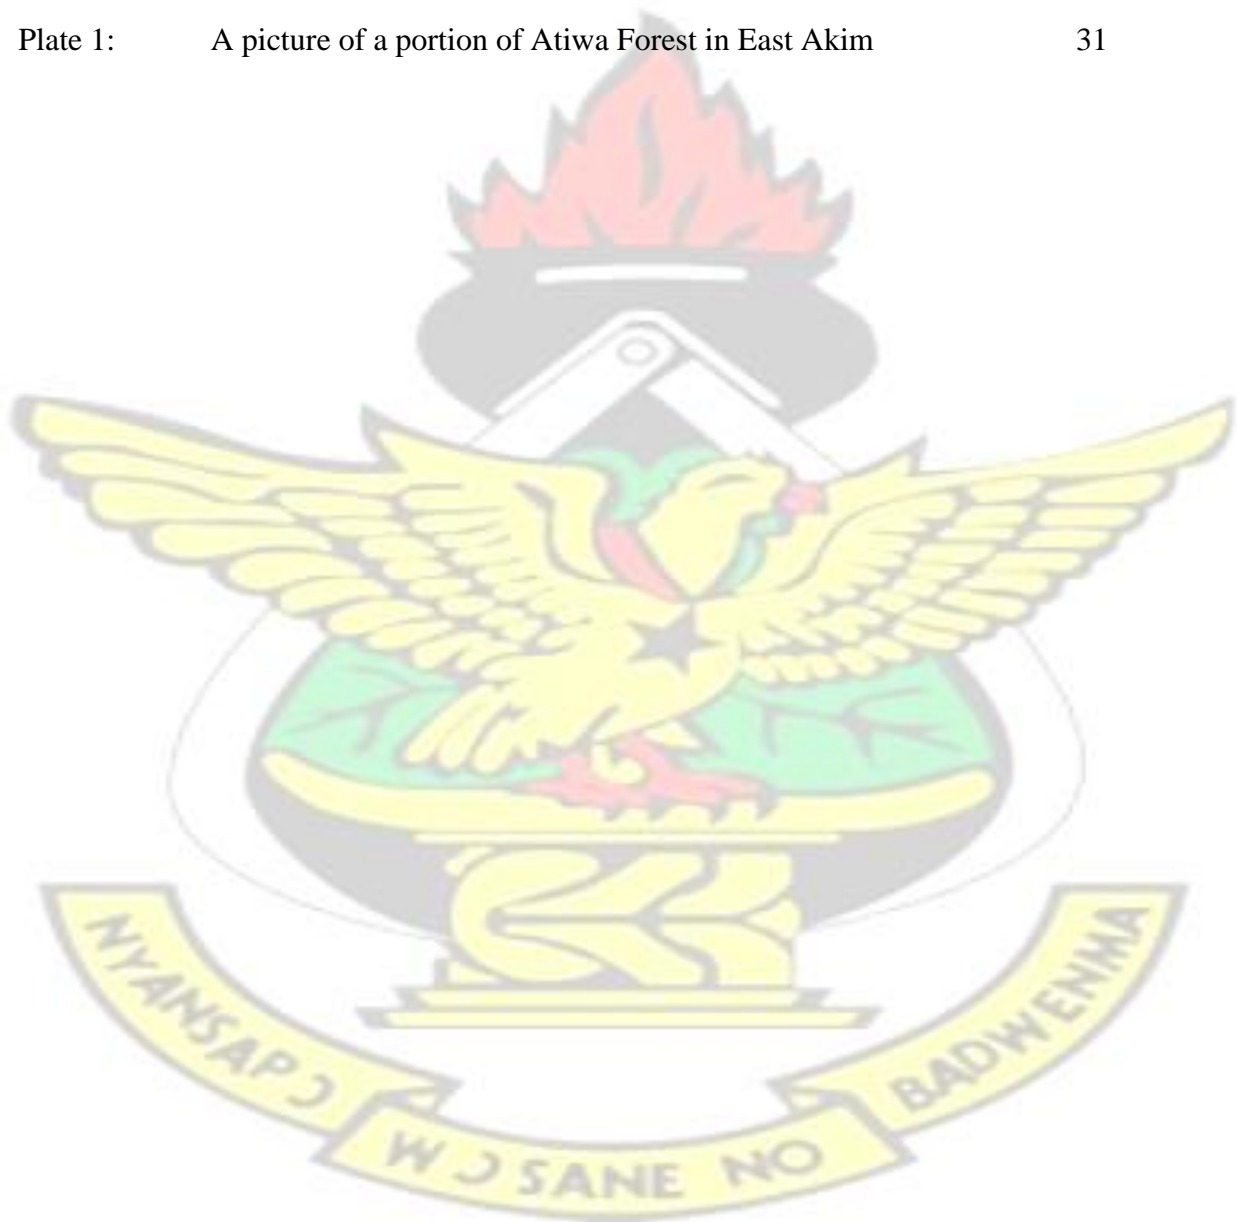 Plate 1: A picture of a portion of Atiwa Forest in East Akim 31
NYANSAPƆ
WƆSANE NO
BADWENMA